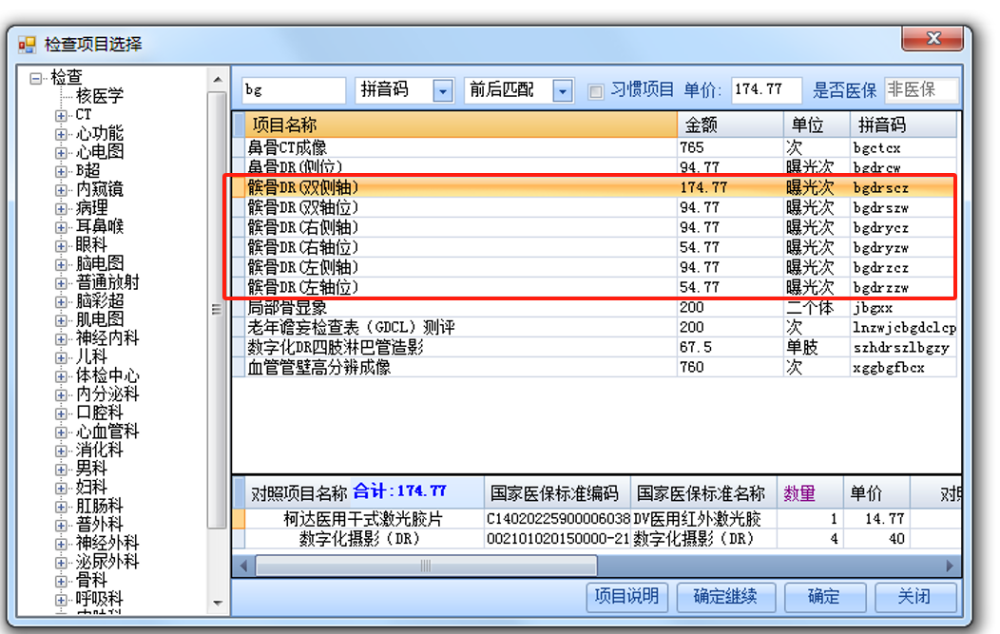 检查项目选择
检查
核医学
CT
心功能
心电图
B超
内窥镜
病理
耳鼻喉
眼科
脑电图
普通放射
脑彩超
肌电图
神经内科
儿科
体检中心
内分泌科
口腔科
心血管科
消化科
男科
妇科
肛肠科
普外科
神经外科
泌尿外科
骨科
呼吸科
bg 拼音码 前后匹配 习惯项目 单价: 174.77 是否医保 非医保
项目名称 金额 单位 拼音码
鼻骨CT成像 765 次 bgctcx
鼻骨DR(侧位) 94.77 曝光次 bgdrcw
髌骨DR(双侧轴) 174.77 曝光次 bgdrscz
髌骨DR(双轴位) 94.77 曝光次 bgdrszw
髌骨DR(右侧轴) 94.77 曝光次 bgdrycz
髌骨DR(右轴位) 54.77 曝光次 bgdryzw
髌骨DR(左侧轴) 94.77 曝光次 bgdrzcz
髌骨DR(左轴位) 54.77 曝光次 bgdrzzw
局部骨显象 200 二个体 jbgxx
老年谵妄检查表（GDCL）测评 200 次 lnzwjcbgdclcp
数字化DR四肢淋巴管造影 67.5 单肢 szhdrszlbgzy
血管管壁高分辨成像 760 次 xggbgfbcx
对照项目名称 合计:174.77 国家医保标准编码 国家医保标准名称 数量 单价 对
柯达医用干式激光胶片 C14020225900006038 DV医用红外激光胶 1 14.77
数字化摄影（DR） 002101020150000-21 数字化摄影（DR） 4 40
项目说明 确定继续 确定 关闭